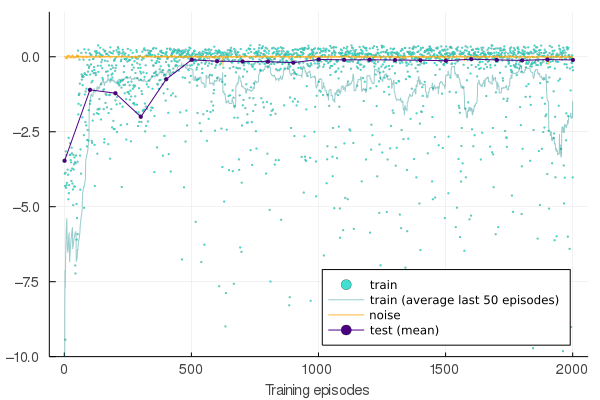 0.0
−2.5
−5.0
−7.5
−10.0
0 500 1000 1500 2000
Training episodes
train
train (average last 50 episodes)
noise
test (mean)